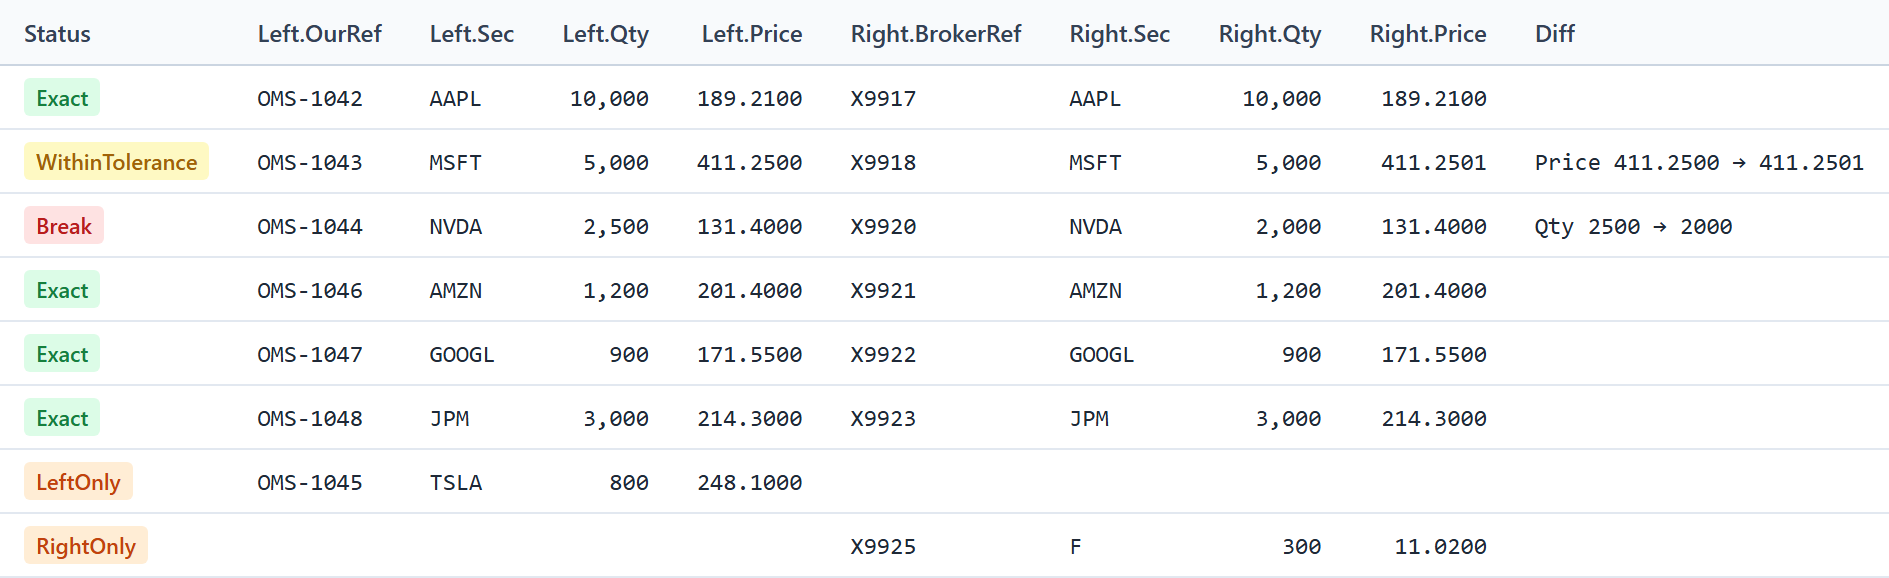 Status Left.OurRef Left.Sec Left.Qty Left.Price Right.BrokerRef Right.Sec Right.Qty Right.Price Diff
Exact OMS-1042 AAPL 10,000 189.2100 X9917 AAPL 10,000 189.2100
WithinTolerance OMS-1043 MSFT 5,000 411.2500 X9918 MSFT 5,000 411.2501 Price 411.2500 → 411.2501
Break OMS-1044 NVDA 2,500 131.4000 X9920 NVDA 2,000 131.4000 Qty 2500 → 2000
Exact OMS-1046 AMZN 1,200 201.4000 X9921 AMZN 1,200 201.4000
Exact OMS-1047 GOOGL 900 171.5500 X9922 GOOGL 900 171.5500
Exact OMS-1048 JPM 3,000 214.3000 X9923 JPM 3,000 214.3000
LeftOnly OMS-1045 TSLA 800 248.1000
RightOnly X9925 F 300 11.0200